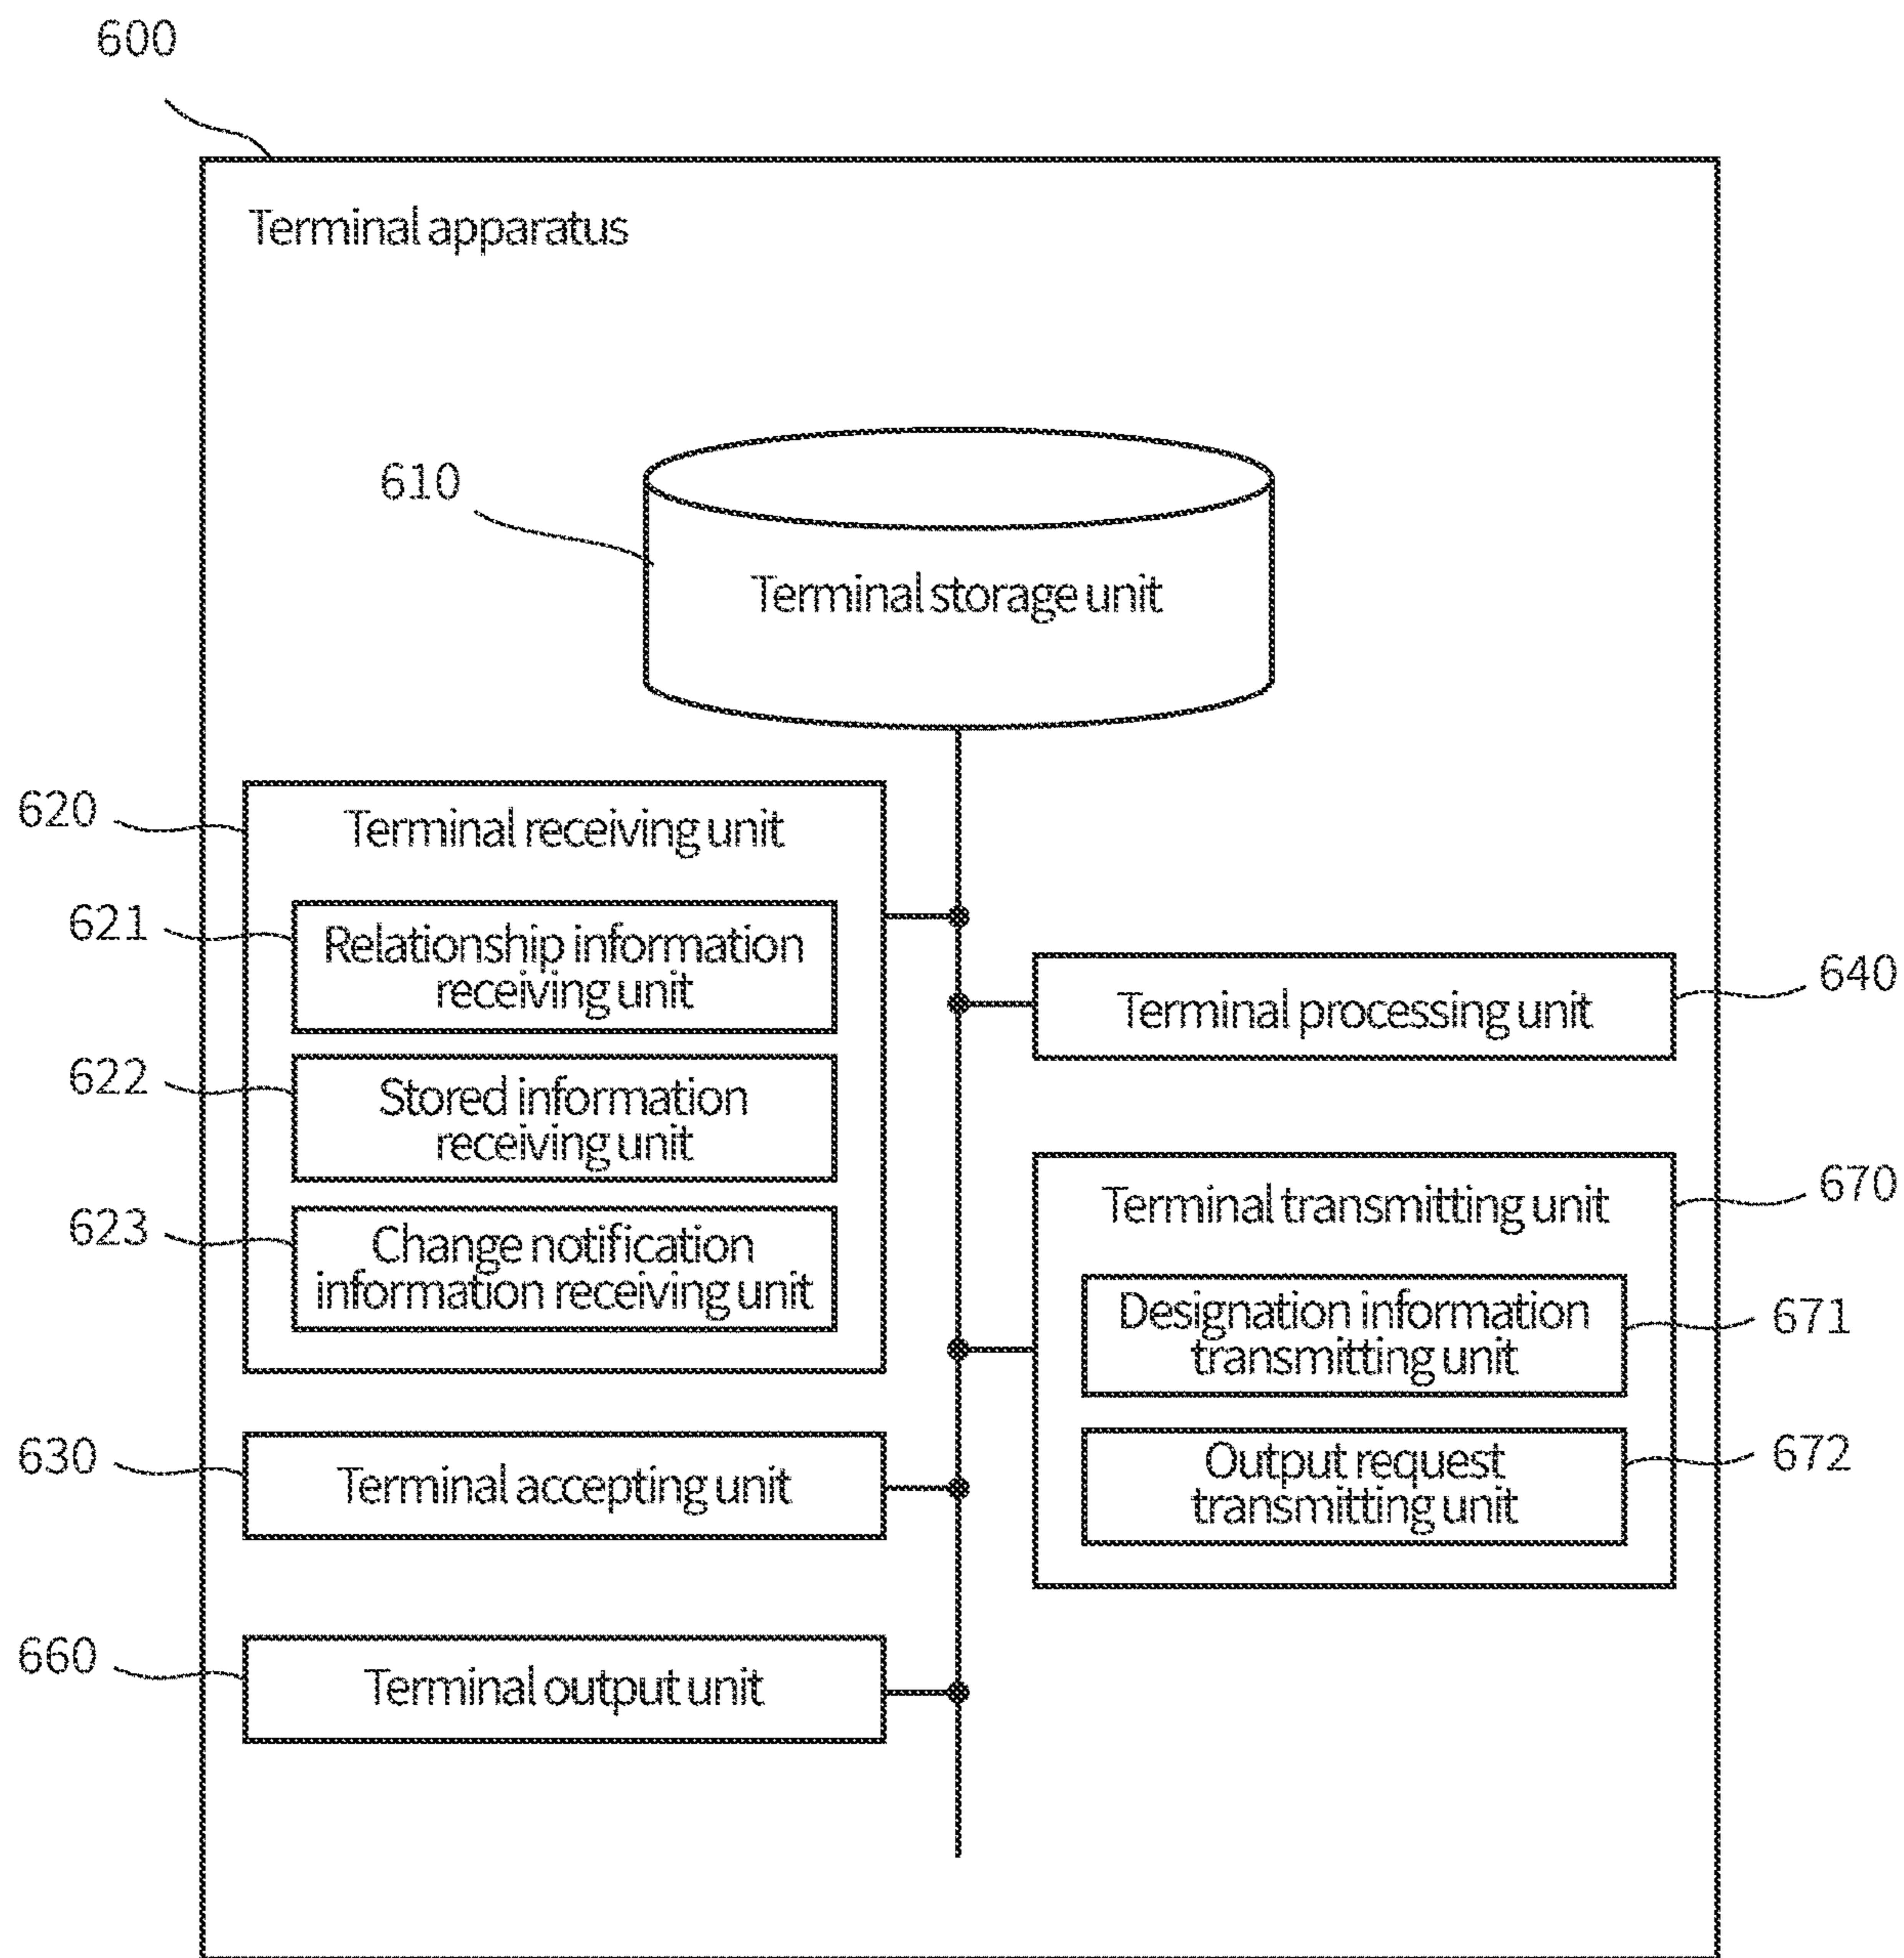 600
Terminal apparatus
610
Terminal storage unit
620
Terminal receiving unit
621
Relationship information
receiving unit
622
Stored information
receiving unit
623
Change notification
information receiving unit
630
Terminal accepting unit
660
Terminal output unit
640
Terminal processing unit
670
Terminal transmitting unit
671
Designation information
transmitting unit
672
Output request
transmitting unit